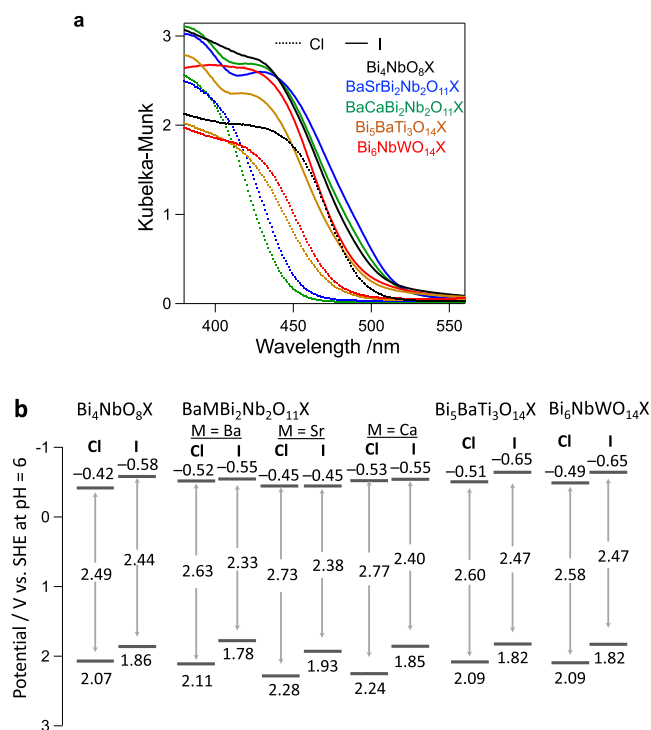 a
3
2
1
0
Kubelka-Munk
Cl I
Bi₄NbO₈X
BaSrBi₂Nb₂O₁₁X
BaCaBi₂Nb₂O₁₁X
Bi₅BaTi₃O₁₄X
Bi₆NbWO₁₄X
400 450 500 550
Wavelength /nm
b
Bi₄NbO₈X BaMBi₂Nb₂O₁₁X Bi₅BaTi₃O₁₄X Bi₆NbWO₁₄X
M = Ba M = Sr M = Ca
Cl I Cl I Cl I Cl I Cl I Cl I
-1
0
1
2
3
Potential / V vs. SHE at pH = 6
−0.42 −0.58 −0.52 −0.55 −0.45 −0.45 −0.53 −0.55 −0.51 −0.65 −0.49 −0.65
2.49 2.44 2.63 2.33 2.73 2.38 2.77 2.40 2.60 2.47 2.58 2.47
2.07 1.86 2.11 1.78 2.28 1.93 2.24 1.85 2.09 1.82 2.09 1.82